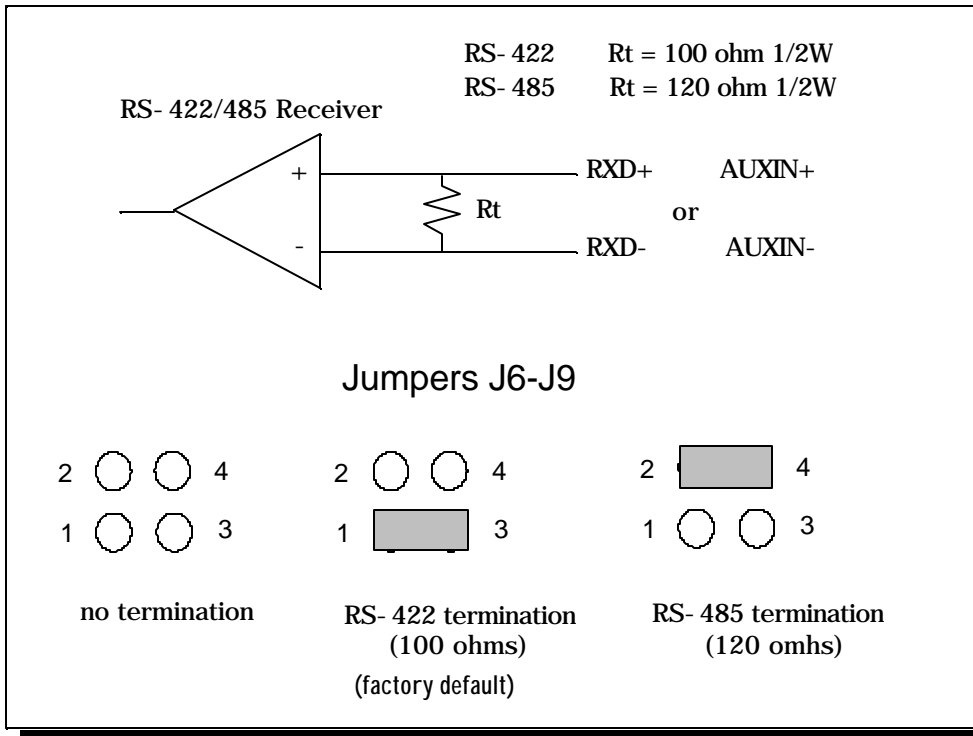 RS-422 Rt = 100 ohm 1/2W
RS-485 Rt = 120 ohm 1/2W
RS-422/485 Receiver
+ RXD+ AUXIN+
Rt or
- RXD- AUXIN-
Jumpers J6-J9
2 4 2 4 2 4
1 3 1 3 1 3
no termination
RS-422 termination
(100 ohms)
(factory default)
RS-485 termination
(120 omhs)